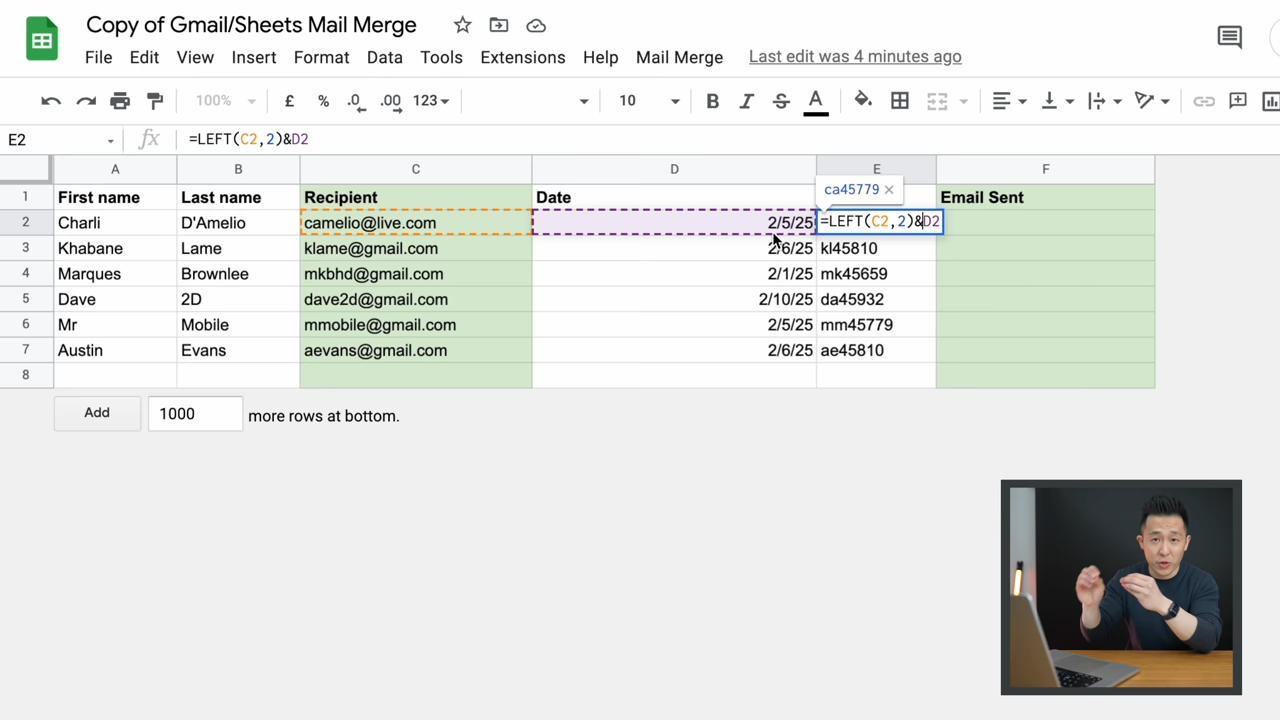 Copy of Gmail/Sheets Mail Merge
File Edit View Insert Format Data Tools Extensions Help Mail Merge Last edit was 4 minutes ago
100% £ % .0 .00 123 10 B I S A
E2 fx =LEFT(C2,2)&D2
A B C D E F
ca45779
1 First name Last name Recipient Date Email Sent
2 Charli D'Amelio camelio@live.com 2/5/25 =LEFT(C2,2)&D2
3 Khabane Lame klame@gmail.com 2/6/25 kl45810
4 Marques Brownlee mkbhd@gmail.com 2/1/25 mk45659
5 Dave 2D dave2d@gmail.com 2/10/25 da45932
6 Mr Mobile mmobile@gmail.com 2/5/25 mm45779
7 Austin Evans aevans@gmail.com 2/6/25 ae45810
8
Add 1000 more rows at bottom.